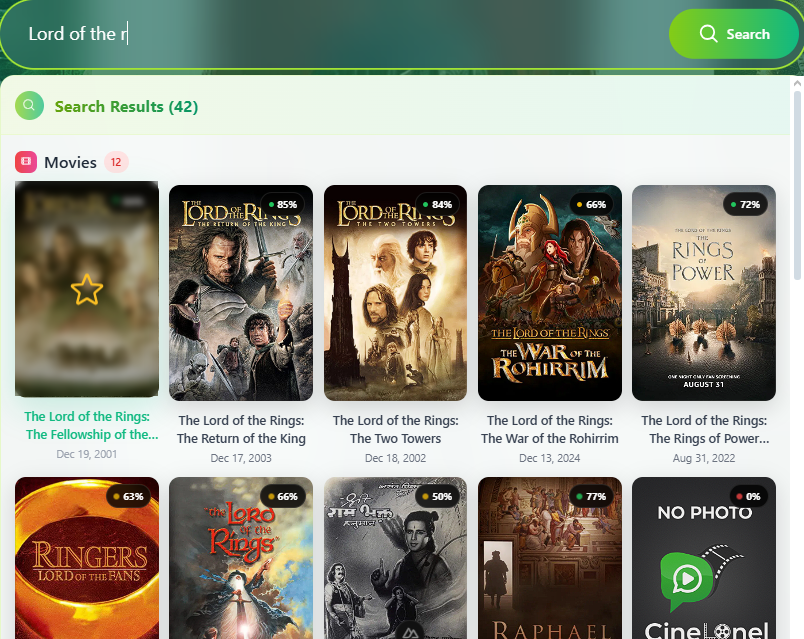 Lord of the r
Search
Search Results (42)
Movies 12
85%
84%
66%
72%
THE
LORD OF THE RINGS
THE RETURN OF THE KING
THE
LORD OF THE RINGS
THE TWO TOWERS
THE LORD OF THE RINGS
THE WAR OF THE
ROHIRRIM
THE LORD OF THE RINGS
THE
RINGS
OF
POWER
ONE NIGHT ONLY FAN SCREENING
AUGUST 31
The Lord of the Rings:
The Fellowship of the...
Dec 19, 2001
The Lord of the Rings:
The Return of the King
Dec 17, 2003
The Lord of the Rings:
The Two Towers
Dec 18, 2002
The Lord of the Rings:
The War of the Rohirrim
Dec 13, 2024
The Lord of the Rings:
The Rings of Power...
Aug 31, 2022
63%
66%
50%
77%
0%
RINGERS
LORD OF THE FANS
The Lord
of the
Rings
श्री
राम भक्त
हनुमान
RAPHAEL
NO PHOTO
CineLonel